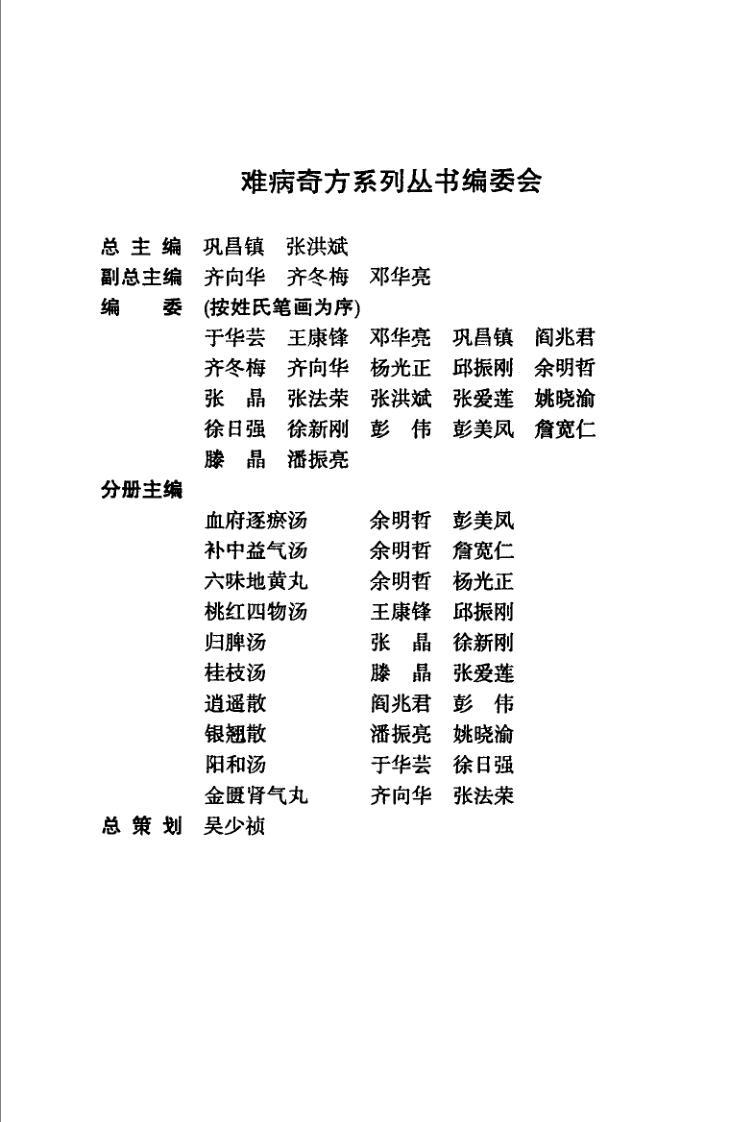 难病奇方系列丛书编委会
总 主 编 巩昌镇 张洪斌
副总主编 齐向华 齐冬梅 邓华亮
编 委 (按姓氏笔画为序)
于华芸 王康锋 邓华亮 巩昌镇 阎兆君
齐冬梅 齐向华 杨光正 邱振刚 余明哲
张 晶 张法荣 张洪斌 张爱莲 姚晓渝
徐日强 徐新刚 彭 伟 彭美凤 詹宽仁
滕 晶 潘振亮
分册主编
血府逐瘀汤 余明哲 彭美凤
补中益气汤 余明哲 詹宽仁
六味地黄丸 余明哲 杨光正
桃红四物汤 王康锋 邱振刚
归脾汤 张 晶 徐新刚
桂枝汤 滕 晶 张爱莲
逍遥散 阎兆君 彭 伟
银翘散 潘振亮 姚晓渝
阳和汤 于华芸 徐日强
金匮肾气丸 齐向华 张法荣
总 策 划 吴少祯